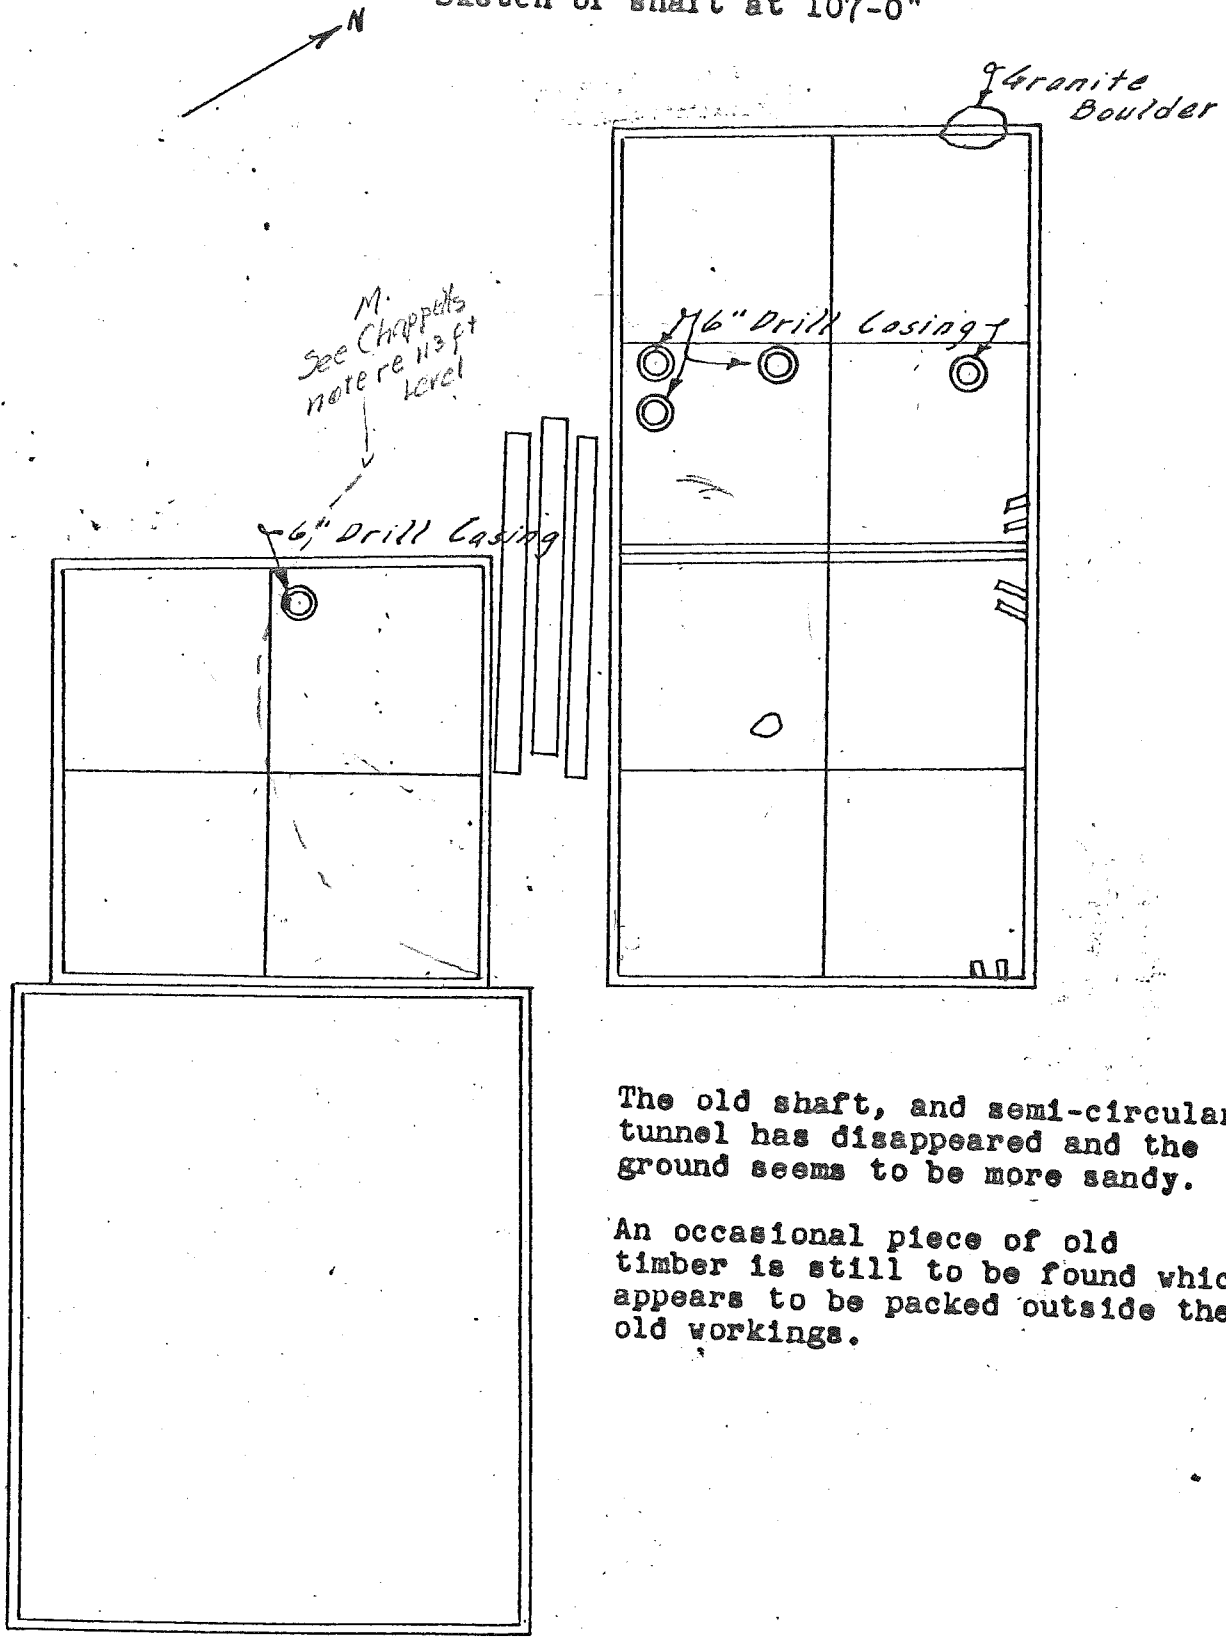 Sketch of shaft at 107-0"
N
Granite
Boulder
M.
See Chappells
note re 113 ft
Level
6" Drill Casing
6" Drill Casing
The old shaft, and semi-circular
tunnel has disappeared and the
ground seems to be more sandy.
An occasional piece of old
timber is still to be found whic
appears to be packed outside the
old workings.